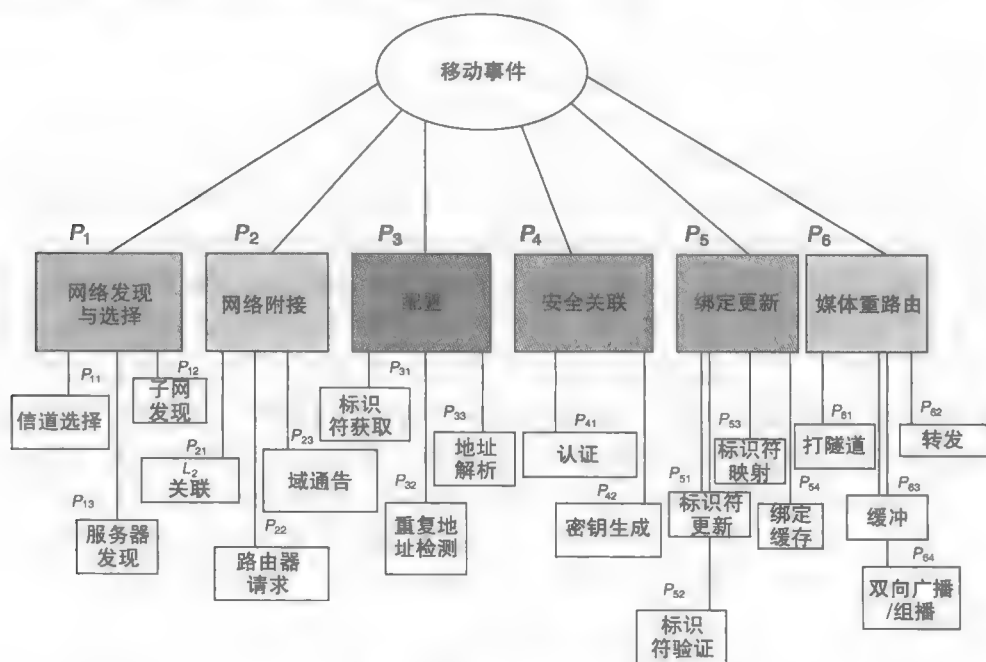 移动事件
P1
P2
P3
P4
P5
P6
网络发现
与选择
网络附接
配置
安全关联
绑定更新
媒体重路由
P11
信道选择
P12
子网
发现
P13
服务器
发现
P21
L2
关联
P22
路由器
请求
P23
域通告
P31
标识
符获取
P32
重复地
址检测
P33
地址
解析
P41
认证
P42
密钥生成
P51
标识符
更新
P52
标识
符验证
P53
标识符
映射
P54
绑定
缓存
P61
打隧道
P62
转发
P63
缓冲
P64
双向广播
/组播